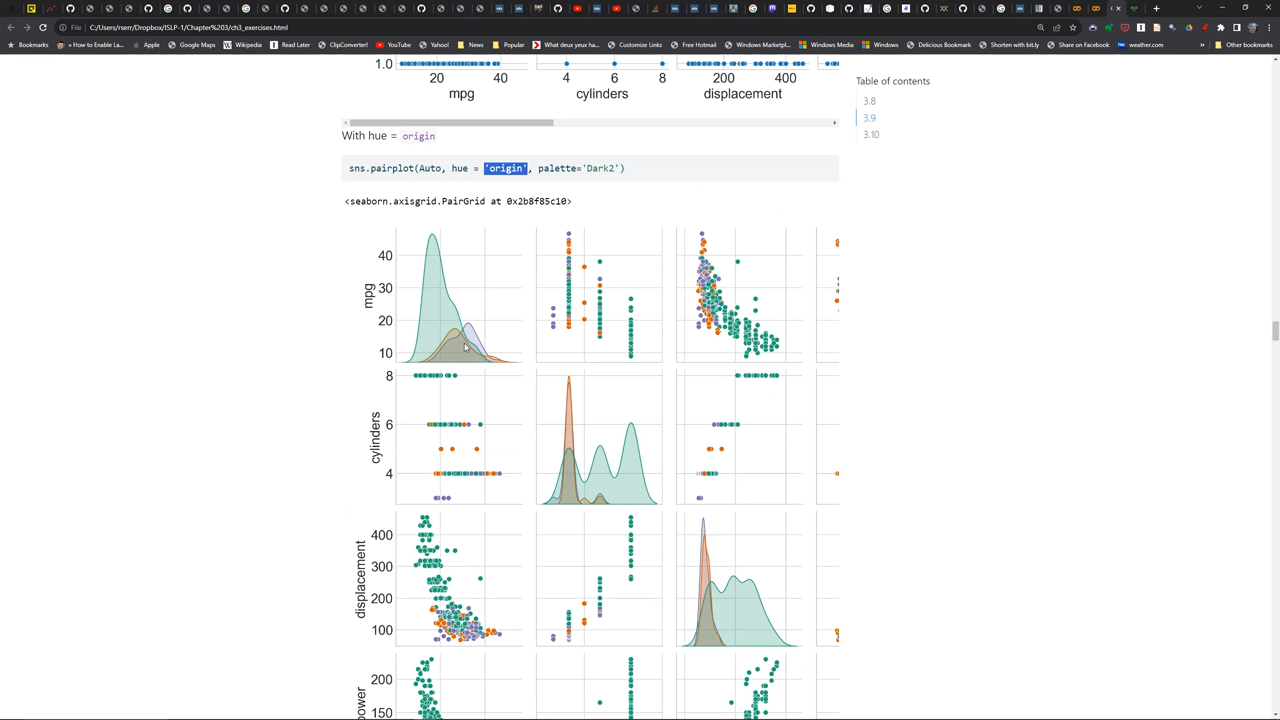 File C:/Users/rserr/Dropbox/ISLP-1/Chapter%203/ch3_exercises.html
Bookmarks How to Enable La... Apps Google Maps Wikipedia Read Later ClipConverter! YouTube Yahoo! News Popular What deux yeux ha... Customize Links Free Hotmail Windows Marketpl... Windows Media Windows Delicious Bookmark Shorten with bit.ly Share on Facebook weather.com » Other bookmarks
1.0
20 40 4 6 8 200 400
mpg cylinders displacement
Table of contents
3.8
3.9
3.10
With hue = origin
sns.pairplot(Auto, hue = 'origin', palette='Dark2')
<seaborn.axisgrid.PairGrid at 0x2b8f85c10>
mpg
40
30
20
10
cylinders
8
6
4
displacement
400
300
200
100
power
200
150